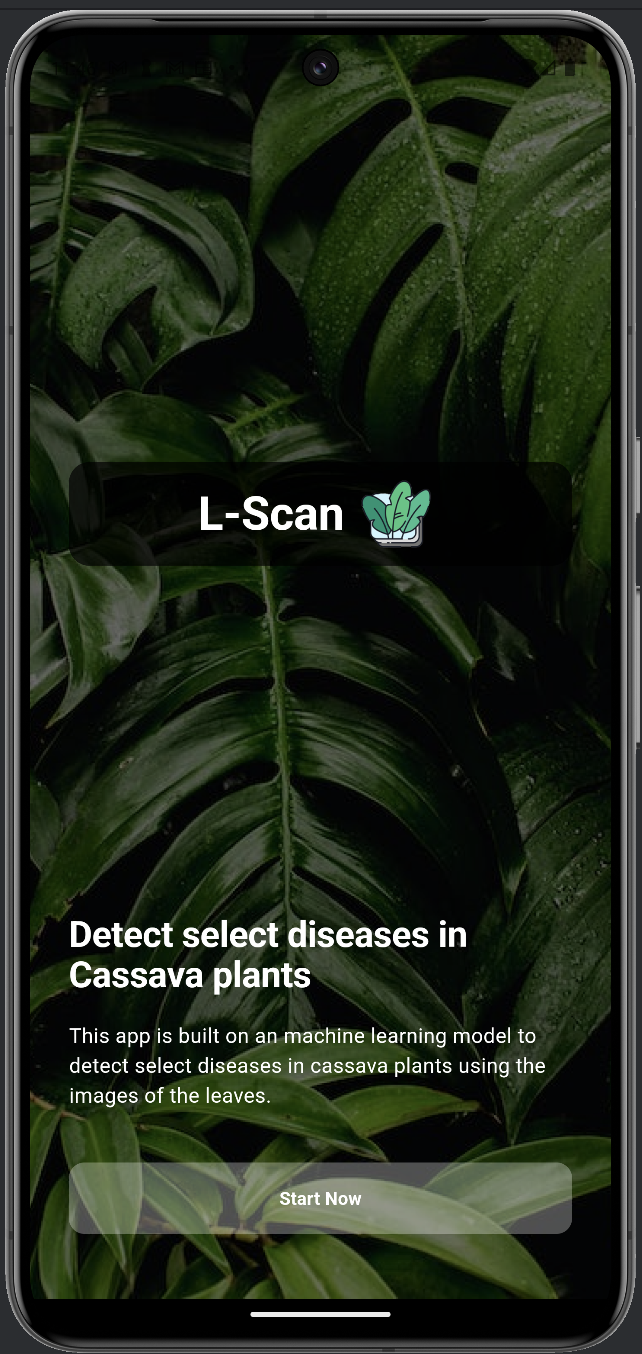 L-Scan
Detect select diseases in
Cassava plants
This app is built on an machine learning model to
detect select diseases in cassava plants using the
images of the leaves.
Start Now